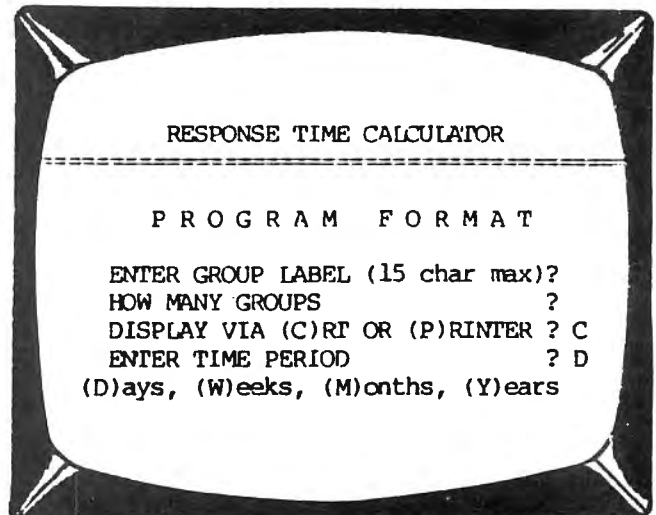 RESPONSE TIME CALCULATOR
P R O G R A M F O R M A T
ENTER GROUP LABEL (15 char max)?
HOW MANY GROUPS ?
DISPLAY VIA (C)RT OR (P)RINTER ? C
ENTER TIME PERIOD ? D
(D)ays, (W)eeks, (M)onths, (Y)ears